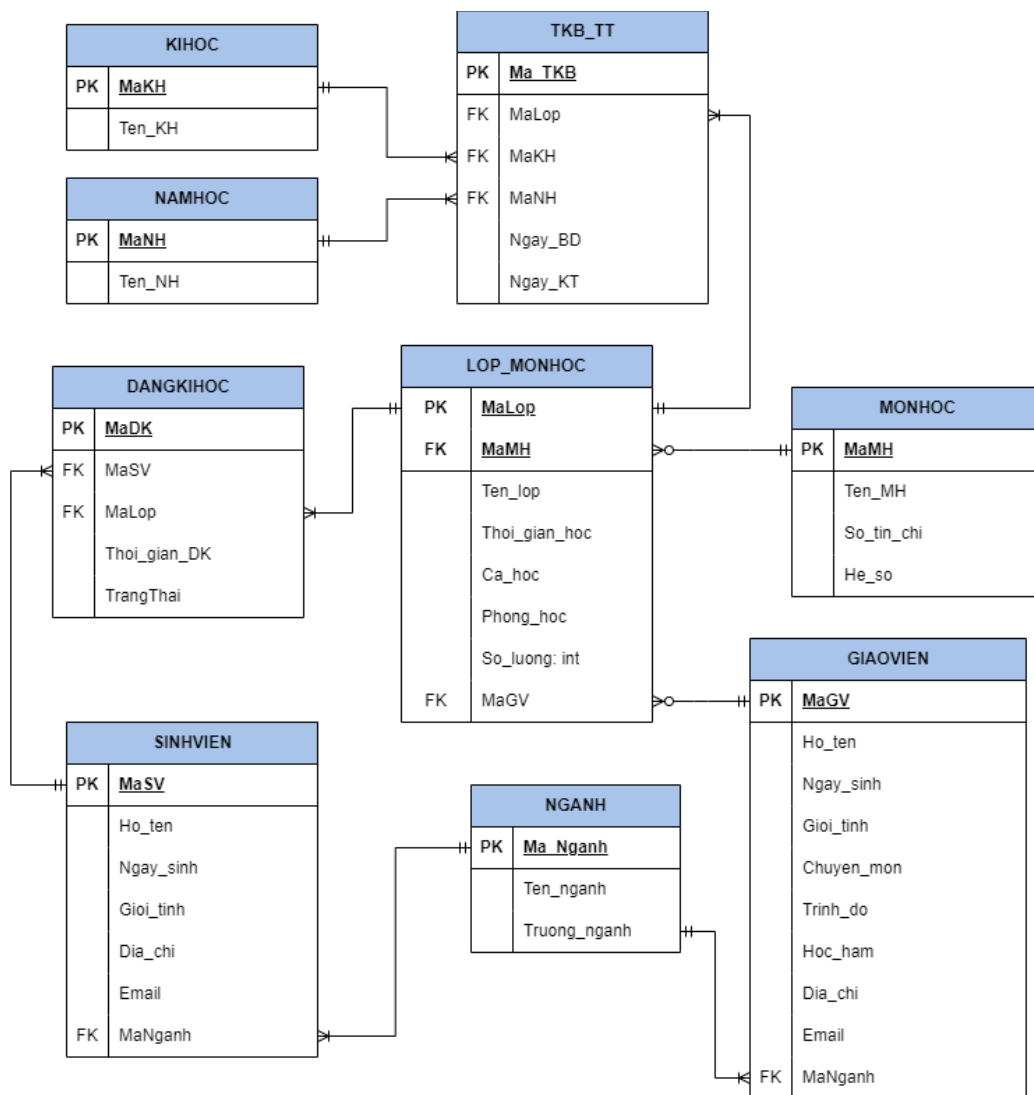 KIHOC
PK MaKH
Ten_KH
NAMHOC
PK MaNH
Ten_NH
TKB_TT
PK Ma_TKB
FK MaLop
FK MaKH
FK MaNH
Ngay_BD
Ngay_KT
DANGKIHOC
PK MaDK
FK MaSV
FK MaLop
Thoi_gian_DK
TrangThai
LOP_MONHOC
PK MaLop
FK MaMH
Ten_lop
Thoi_gian_hoc
Ca_hoc
Phong_hoc
So_luong: int
FK MaGV
MONHOC
PK MaMH
Ten_MH
So_tin_chi
He_so
SINHVIEN
PK MaSV
Ho_ten
Ngay_sinh
Gioi_tinh
Dia_chi
Email
FK MaNganh
NGANH
PK Ma_Nganh
Ten_nganh
Truong_nganh
GIAOVIEN
PK MaGV
Ho_ten
Ngay_sinh
Gioi_tinh
Chuyen_mon
Trinh_do
Hoc_ham
Dia_chi
Email
FK MaNganh